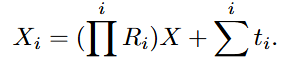 X_i = (\prod^{i} R_i)X + \sum^{i} t_i.